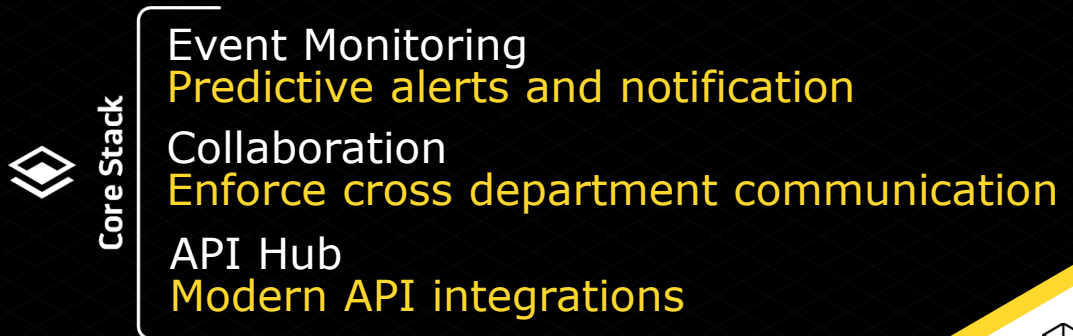 Core Stack
Event Monitoring
Predictive alerts and notification
Collaboration
Enforce cross department communication
API Hub
Modern API integrations